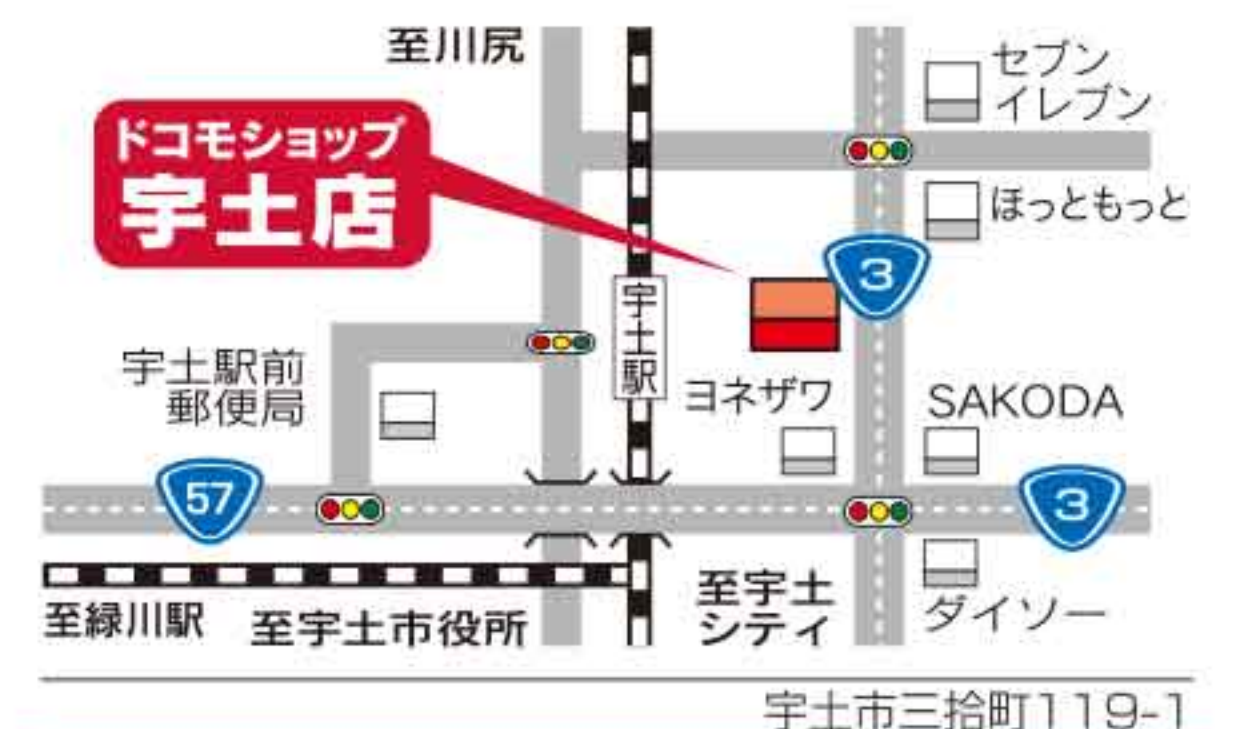 至川尻
セブン
イレブン
ドコモショップ
宇土店
ほっともっと
3
宇土駅
宇土駅前
郵便局
ヨネザワ
SAKODA
57
3
至緑川駅
至宇土市役所
至宇土
シティ
ダイソー
宇土市三拾町119-1